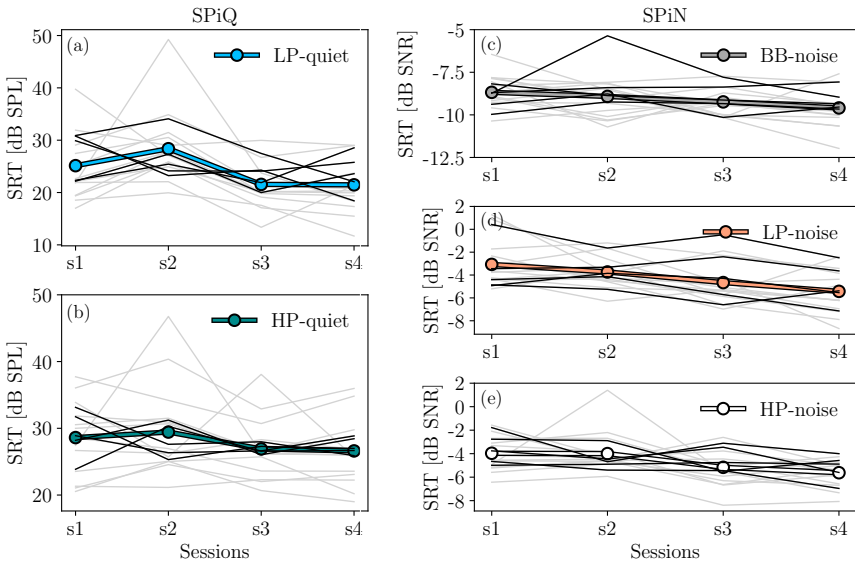 SPiQ
(a)
LP-quiet
50
40
30
20
10
SRT [dB SPL]
s1 s2 s3 s4
(b)
HP-quiet
50
40
30
20
SRT [dB SPL]
s1 s2 s3 s4
Sessions
SPiN
(c)
BB-noise
-5
-7.5
-10
-12.5
SRT [dB SNR]
s1 s2 s3 s4
(d)
LP-noise
2
0
-2
-4
-6
-8
SRT [dB SNR]
s1 s2 s3 s4
(e)
HP-noise
2
0
-2
-4
-6
-8
SRT [dB SNR]
s1 s2 s3 s4
Sessions